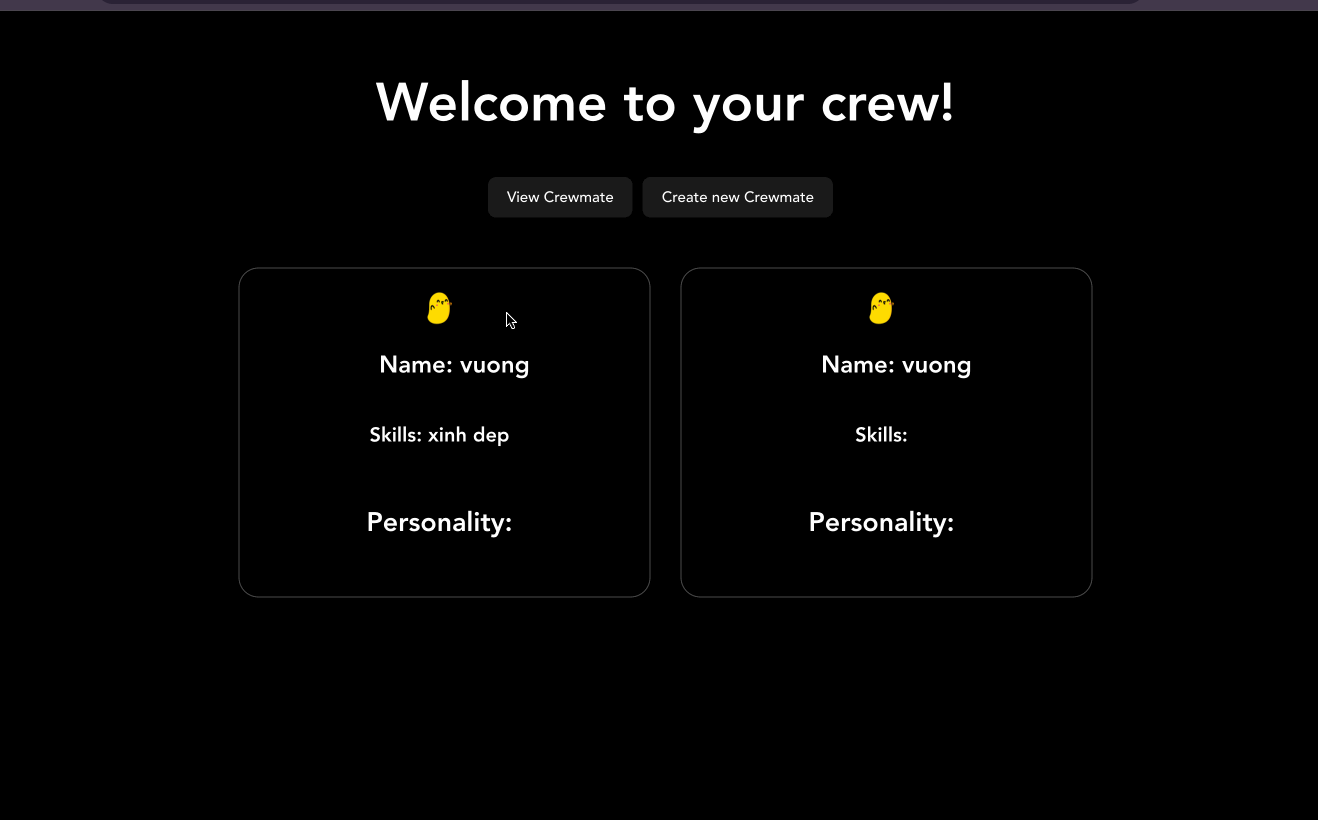 Welcome to your crew!
View Crewmate
Create new Crewmate
Name: vuong
Skills: xinh dep
Personality:
Name: vuong
Skills:
Personality: